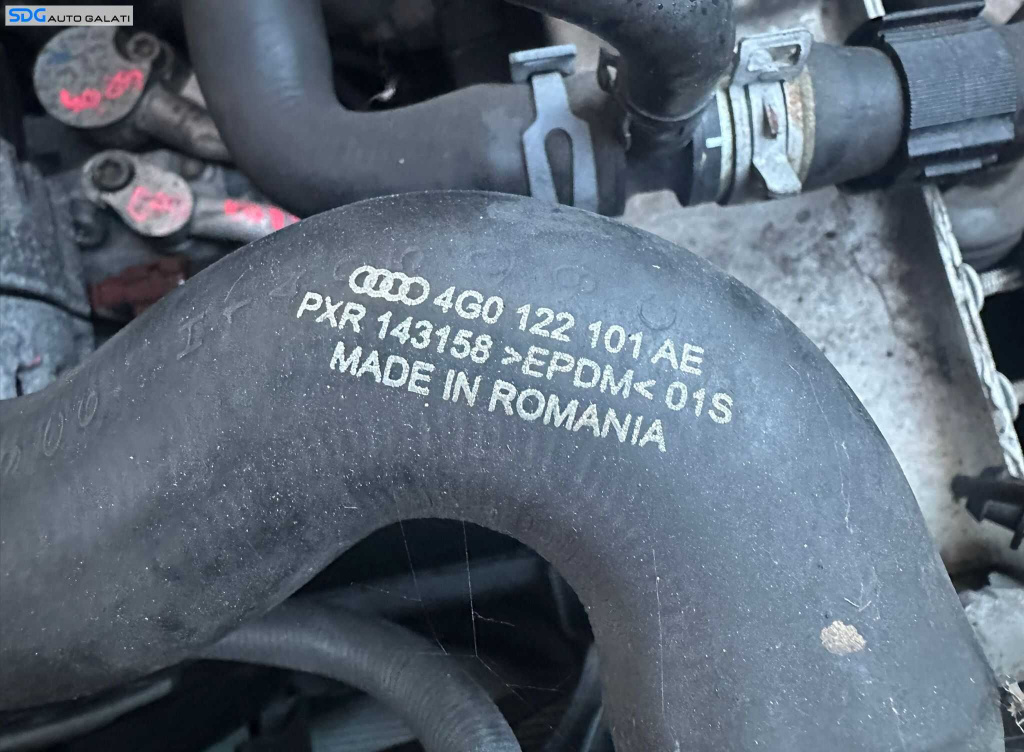 SDG AUTO GALATI
4G0 122 101 AE
PXR 143158 >EPDM< 01S
MADE IN ROMANIA